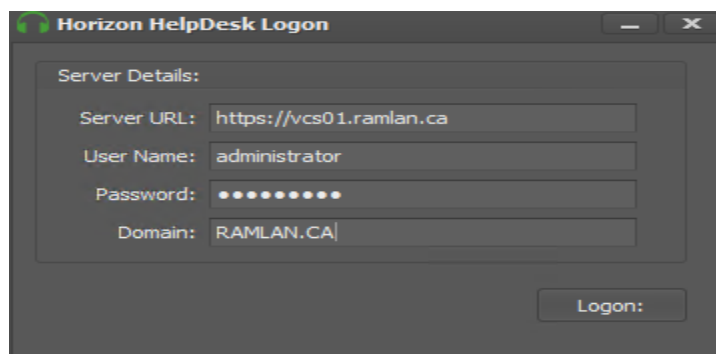 Horizon HelpDesk Logon
Server Details:
Server URL: https://vcs01.ramlan.ca
User Name: administrator
Password: ●●●●●●●●●
Domain: RAMLAN.CA
Logon: